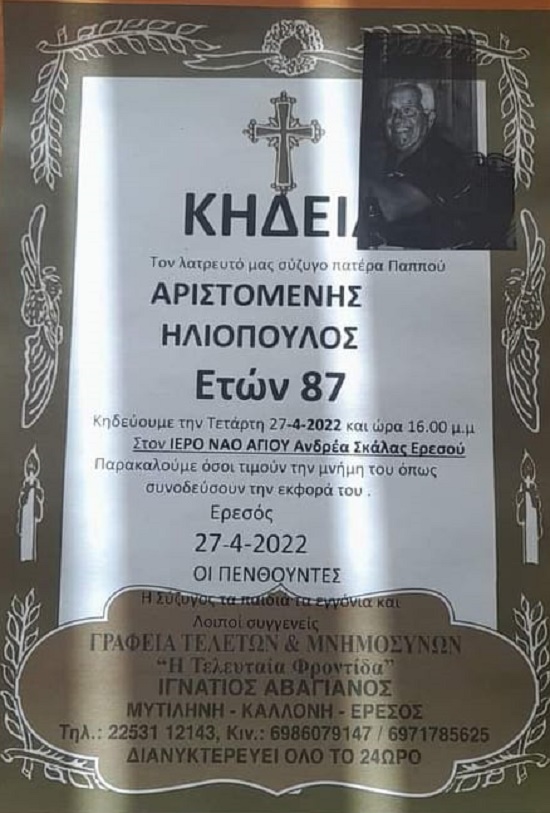 ΚΗΔΕΙΑ
Τον λατρευτό μας σύζυγο πατέρα Παππού
ΑΡΙΣΤΟΜΕΝΗΣ
ΗΛΙΟΠΟΥΛΟΣ
Ετών 87
Κηδεύουμε την Τετάρτη 27-4-2022 και ώρα 16.00 μ.μ
Στον ΙΕΡΟ ΝΑΟ ΑΓΙΟΥ Ανδρέα Σκάλας Ερεσού
Παρακαλούμε όσοι τιμούν την μνήμη του όπως
συνοδεύσουν την εκφορά του .
Ερεσός
27-4-2022
ΟΙ ΠΕΝΘΟΥΝΤΕΣ
Η Σύζυγος τα παιδιά τα εγγόνια και
Λοιποί συγγενείς
ΓΡΑΦΕΙΑ ΤΕΛΕΤΩΝ & ΜΝΗΜΟΣΥΝΩΝ
“Η Τελευταία Φροντίδα”
ΙΓΝΑΤΙΟΣ ΑΒΑΓΙΑΝΟΣ
ΜΥΤΙΛΗΝΗ - ΚΑΛΛΟΝΗ - ΕΡΕΣΟΣ
Τηλ.: 22531 12143, Κιν.: 6986079147 / 6971785625
ΔΙΑΝΥΚΤΕΡΕΥΕΙ ΟΛΟ ΤΟ 24ΩΡΟ